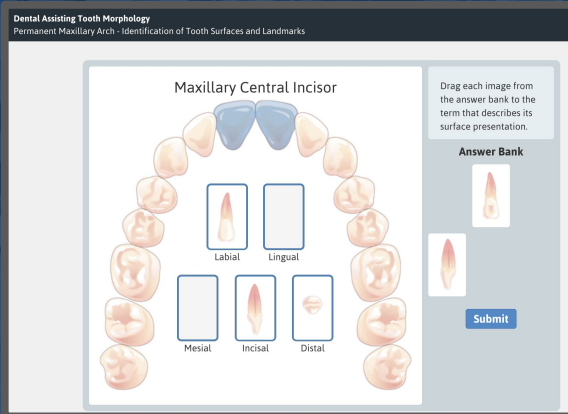 Dental Assisting Tooth Morphology
Permanent Maxillary Arch - Identification of Tooth Surfaces and Landmarks
Maxillary Central Incisor
Drag each image from
the answer bank to the
term that describes its
surface presentation.
Answer Bank
Labial
Lingual
Mesial
Incisal
Distal
Submit